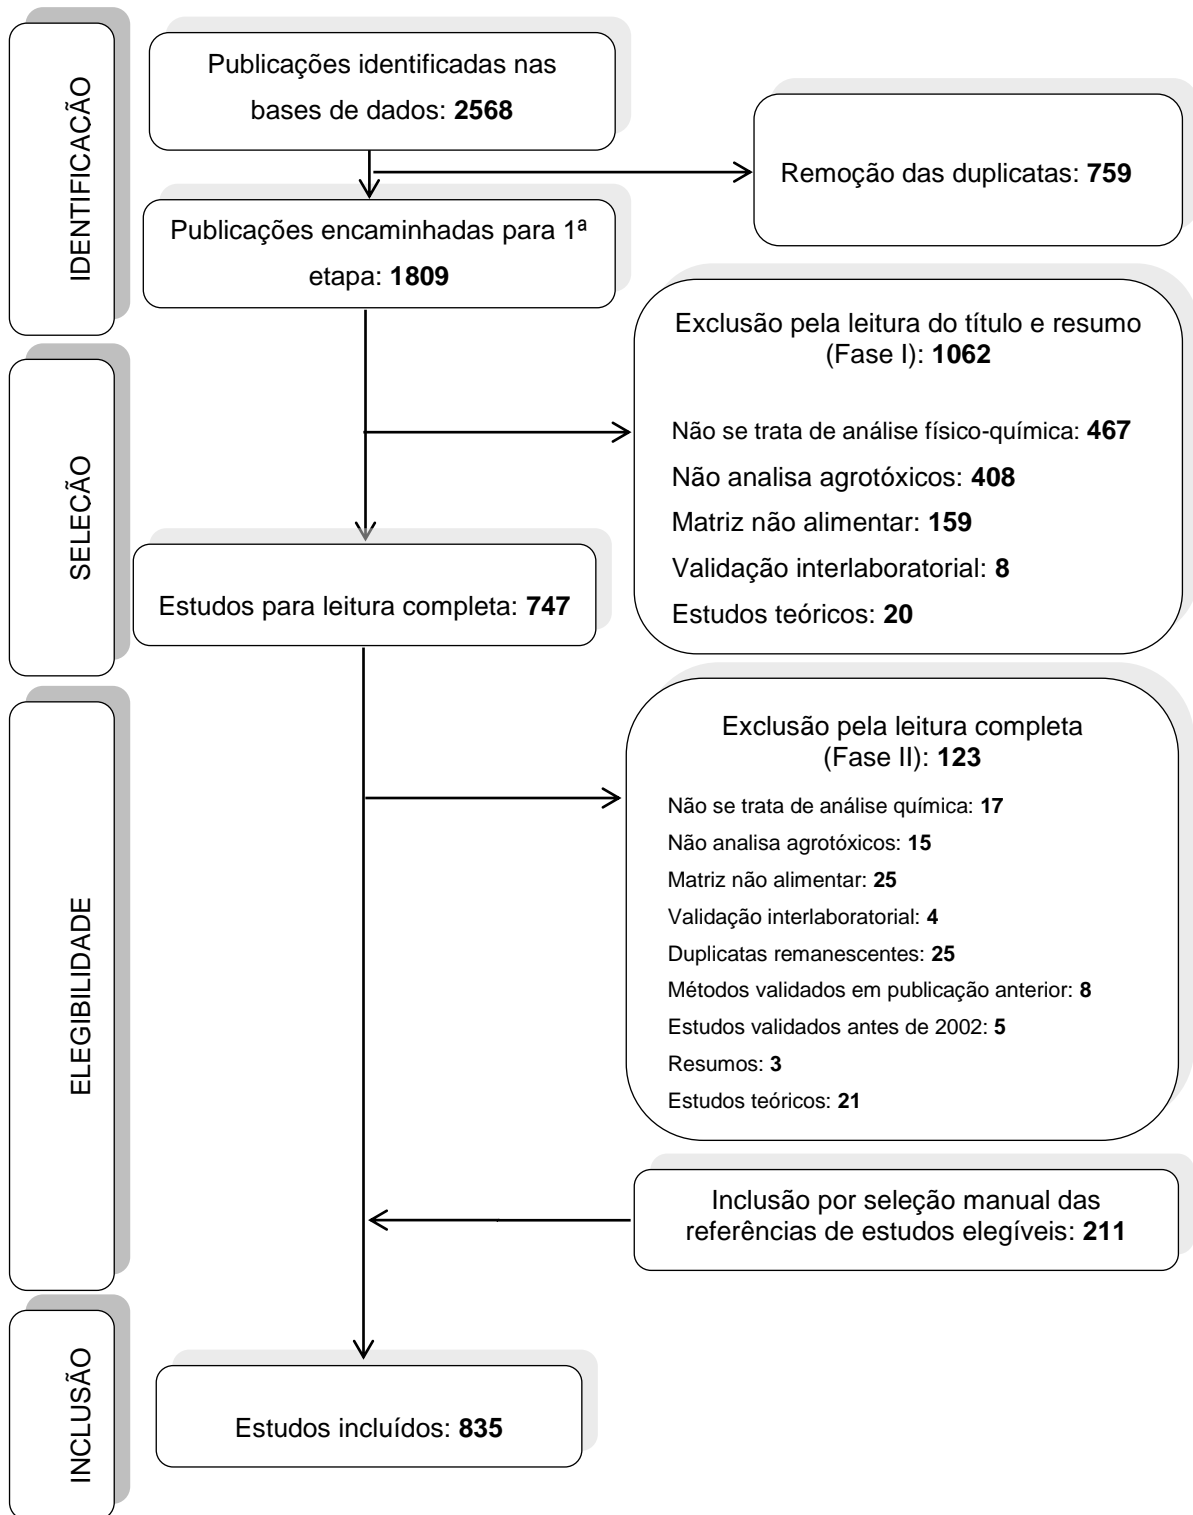 IDENTIFICACÃO
Publicações identificadas nas
bases de dados: 2568
Remoção das duplicatas: 759
Publicações encaminhadas para 1ª
etapa: 1809
SELECÃO
Exclusão pela leitura do título e resumo
(Fase I): 1062
Não se trata de análise físico-química: 467
Não analisa agrotóxicos: 408
Matriz não alimentar: 159
Validação interlaboratorial: 8
Estudos teóricos: 20
Estudos para leitura completa: 747
ELEGIBILIDADE
Exclusão pela leitura completa
(Fase II): 123
Não se trata de análise química: 17
Não analisa agrotóxicos: 15
Matriz não alimentar: 25
Validação interlaboratorial: 4
Duplicatas remanescentes: 25
Métodos validados em publicação anterior: 8
Estudos validados antes de 2002: 5
Resumos: 3
Estudos teóricos: 21
Inclusão por seleção manual das
referências de estudos elegíveis: 211
INCLUSÃO
Estudos incluídos: 835